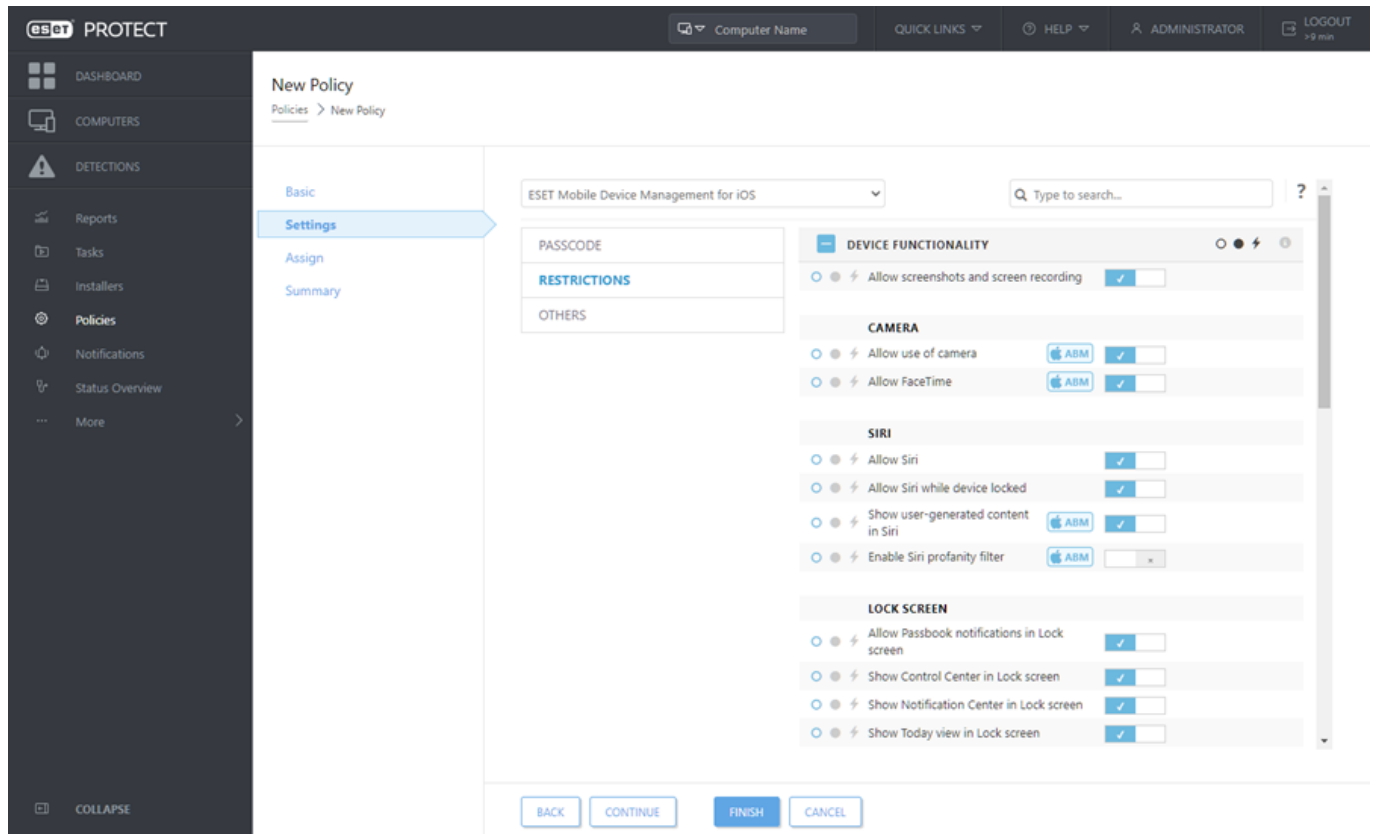 eset PROTECT
Computer Name
QUICK LINKS
HELP
ADMINISTRATOR
LOGOUT
>9 min
DASHBOARD
COMPUTERS
DETECTIONS
Reports
Tasks
Installers
Policies
Notifications
Status Overview
More
COLLAPSE
New Policy
Policies > New Policy
Basic
Settings
Assign
Summary
ESET Mobile Device Management for iOS
Type to search...
?
PASSCODE
RESTRICTIONS
OTHERS
DEVICE FUNCTIONALITY
Allow screenshots and screen recording
CAMERA
Allow use of camera ABM
Allow FaceTime ABM
SIRI
Allow Siri
Allow Siri while device locked
Show user-generated content
in Siri ABM
Enable Siri profanity filter ABM
LOCK SCREEN
Allow Passbook notifications in Lock
screen
Show Control Center in Lock screen
Show Notification Center in Lock screen
Show Today view in Lock screen
BACK
CONTINUE
FINISH
CANCEL